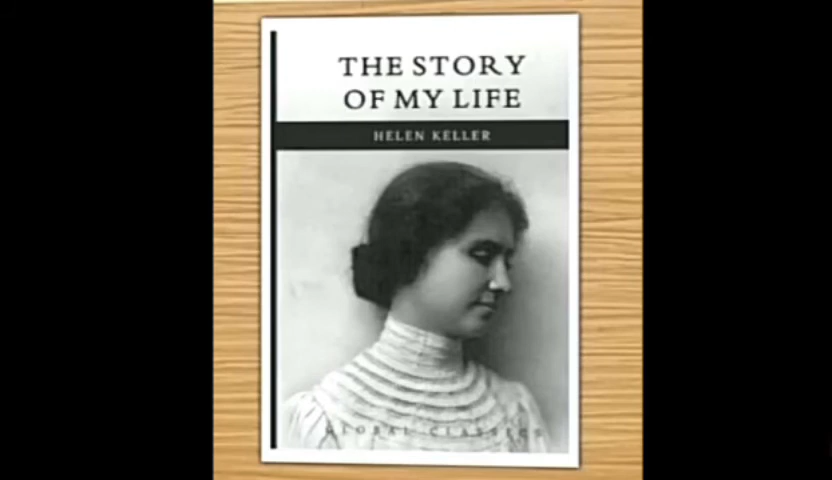 THE STORY
OF MY LIFE
HELEN KELLER
GLOBAL CLASSICS